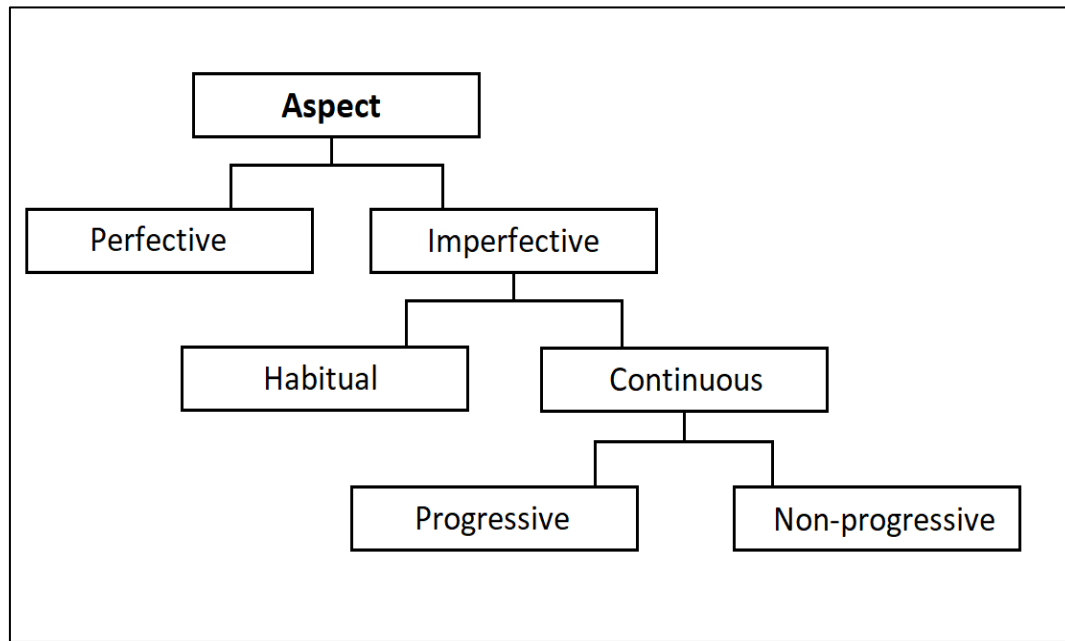 Aspect
Perfective
Imperfective
Habitual
Continuous
Progressive
Non-progressive